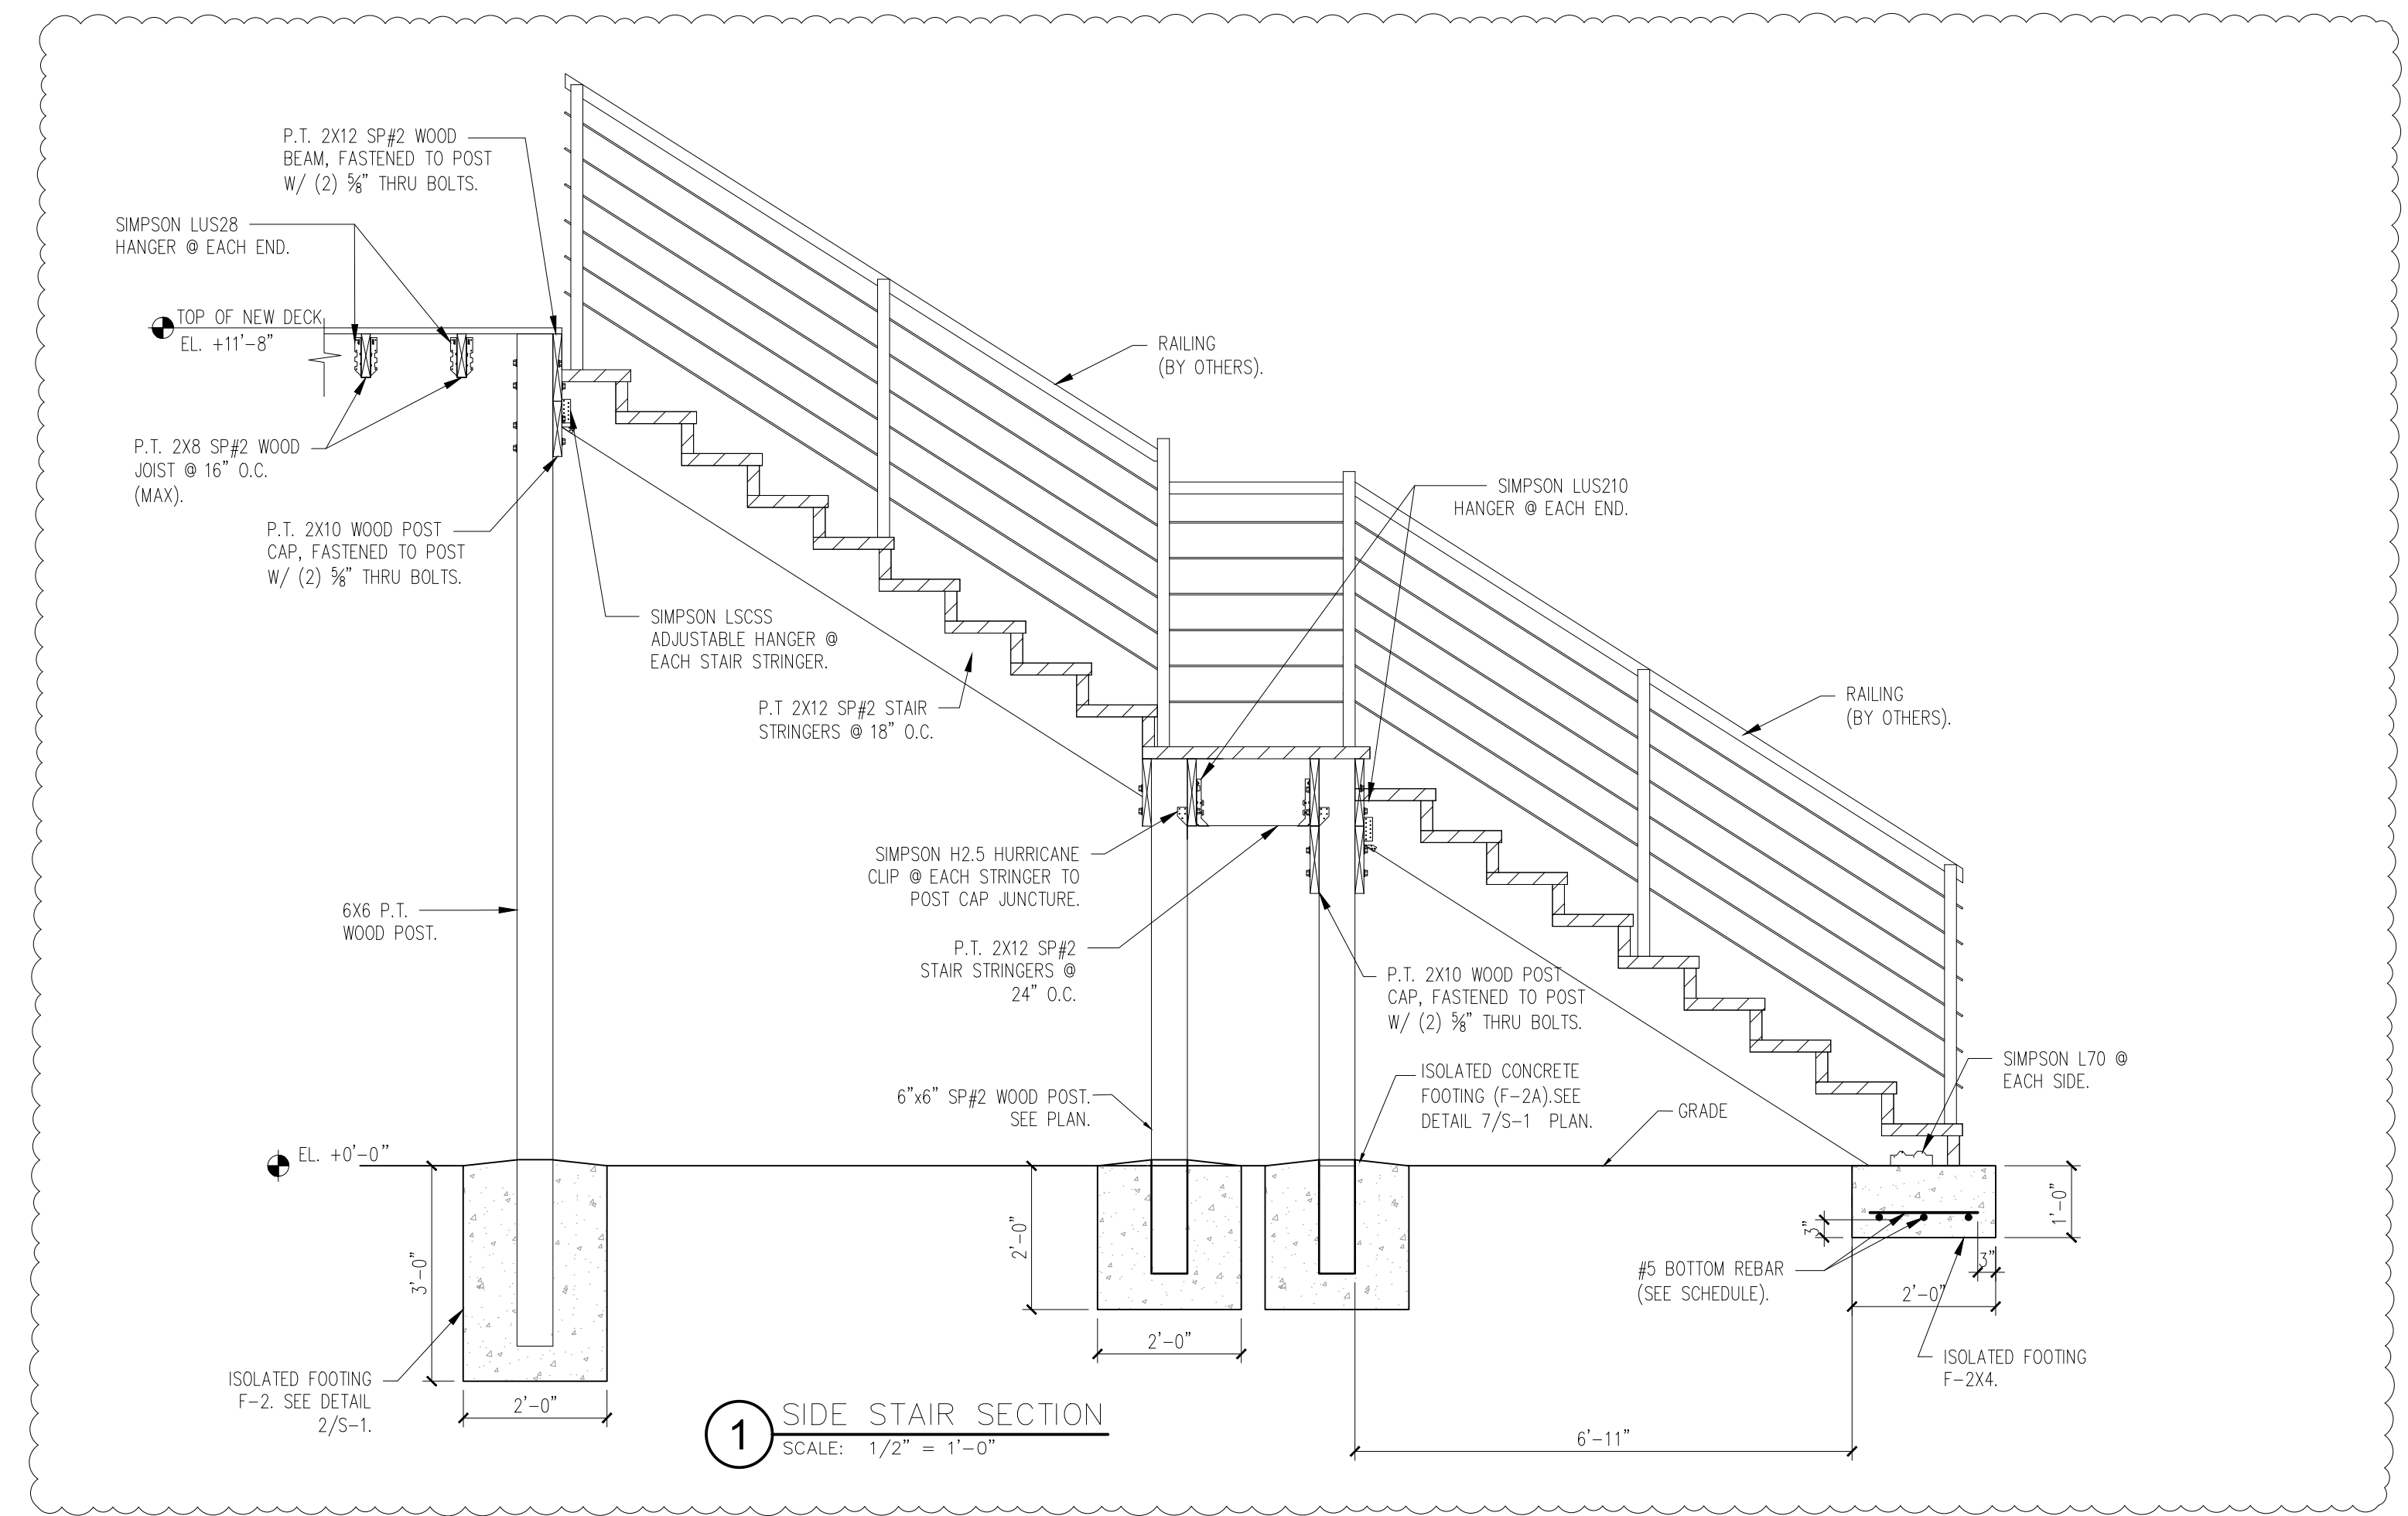 P.T. 2X12 SP#2 WOOD
BEAM, FASTENED TO POST
W/ (2) ⅝" THRU BOLTS.
SIMPSON LUS28
HANGER @ EACH END.
TOP OF NEW DECK
EL. +11'-8"
P.T. 2X8 SP#2 WOOD
JOIST @ 16" O.C.
(MAX).
P.T. 2X10 WOOD POST
CAP, FASTENED TO POST
W/ (2) ⅝" THRU BOLTS.
SIMPSON LSCSS
ADJUSTABLE HANGER @
EACH STAIR STRINGER.
P.T 2X12 SP#2 STAIR
STRINGERS @ 18" O.C.
RAILING
(BY OTHERS).
SIMPSON LUS210
HANGER @ EACH END.
RAILING
(BY OTHERS).
SIMPSON H2.5 HURRICANE
CLIP @ EACH STRINGER TO
POST CAP JUNCTURE.
P.T. 2X12 SP#2
STAIR STRINGERS @
24" O.C.
6X6 P.T.
WOOD POST.
P.T. 2X10 WOOD POST
CAP, FASTENED TO POST
W/ (2) ⅝" THRU BOLTS.
6"x6" SP#2 WOOD POST.
SEE PLAN.
ISOLATED CONCRETE
FOOTING (F-2A).SEE
DETAIL 7/S-1 PLAN.
GRADE
SIMPSON L70 @
EACH SIDE.
EL. +0'-0"
3'-0"
2'-0"
2'-0"
2'-0"
3"
3"
1'-0"
2'-0"
#5 BOTTOM REBAR
(SEE SCHEDULE).
ISOLATED FOOTING
F-2X4.
ISOLATED FOOTING
F-2. SEE DETAIL
2/S-1.
6'-11"
1
SIDE STAIR SECTION
SCALE: 1/2" = 1'-0"